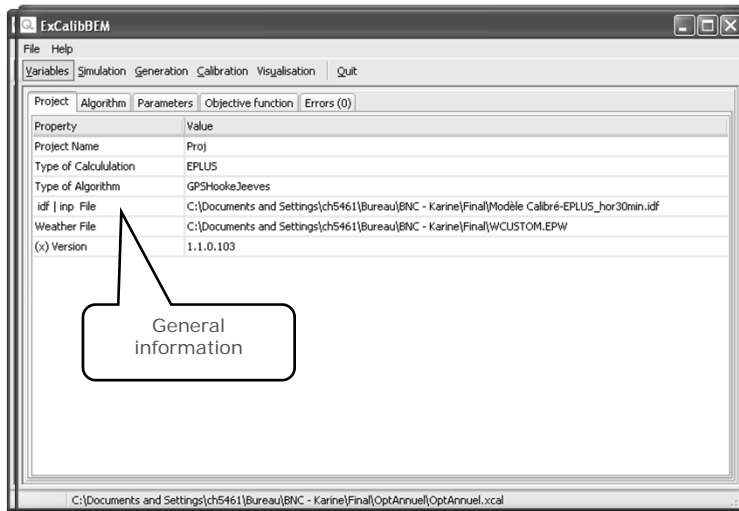 ExCalibBEM
File Help
Variables Simulation Generation Calibration Visualisation Quit
Project Algorithm Parameters Objective function Errors (0)
Property Value
Project Name Proj
Type of Calcululation EPLUS
Type of Algorithm GPSHookeJeeves
idf | inp File C:\Documents and Settings\ch5461\Bureau\BNC - Karine\Final\Modèle Calibré-EPLUS_hor30min.idf
Weather File C:\Documents and Settings\ch5461\Bureau\BNC - Karine\Final\WCUSTOM.EPW
(x) Version 1.1.0.103
General
information
C:\Documents and Settings\ch5461\Bureau\BNC - Karine\Final\OptAnnuel\OptAnnuel.xcal